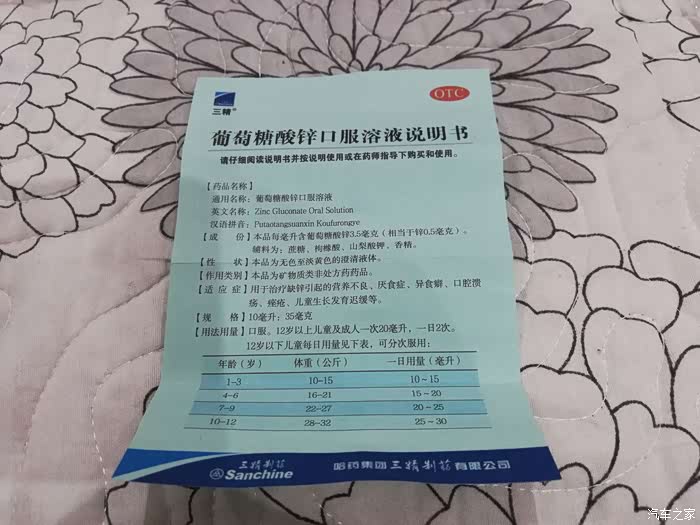 三精®
OTC
葡萄糖酸锌口服溶液说明书
请仔细阅读说明书并按说明使用或在药师指导下购买和使用。
【药品名称】
通用名称：葡萄糖酸锌口服溶液
英文名称：Zinc Gluconate Oral Solution
汉语拼音：Putaotangsuanxin Koufurongye
【成 份】本品每毫升含葡萄糖酸锌3.5毫克（相当于锌0.5毫克）。
辅料为：蔗糖、枸橼酸、山梨酸钾、香精。
【性 状】本品为无色至淡黄色的澄清液体。
【作用类别】本品为矿物质类非处方药药品。
【适 应 症】用于治疗缺锌引起的营养不良、厌食症、异食癖、口腔溃
疡、痤疮、儿童生长发育迟缓等。
【规 格】10毫升：35毫克
【用法用量】口服。12岁以上儿童及成人一次20毫升，一日2次。
12岁以下儿童每日用量见下表，可分次服用：
年龄（岁） 体重（公斤） 一日用量（毫升）
1-3 10-15 10～15
4-6 16-21 15～20
7-9 22-27 20～25
10-12 28-32 25～30
三精制药
Sanchine
哈药集团三精制药有限公司
汽车之家